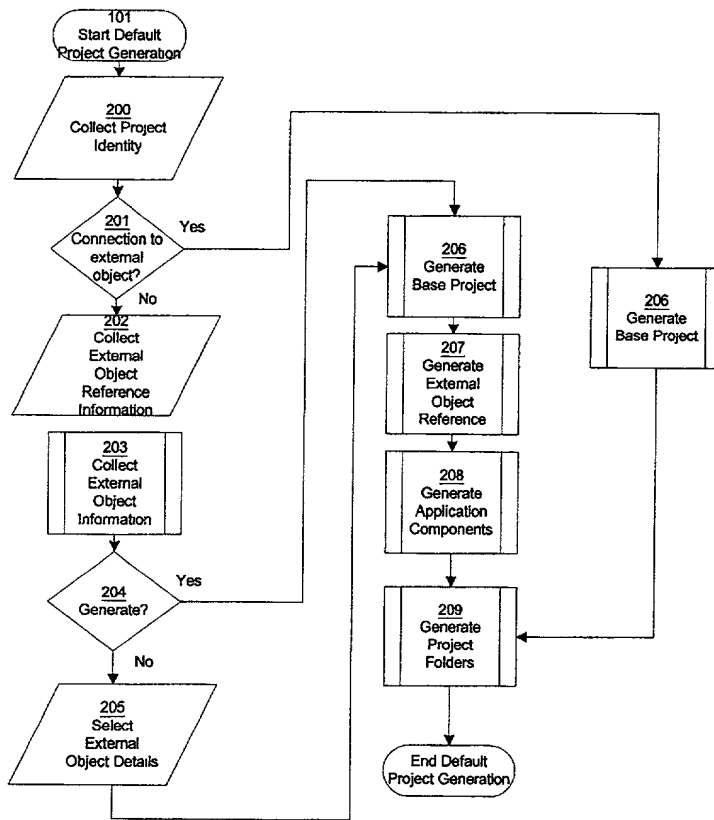 101
Start Default
Project Generation
200
Collect Project
Identity
201
Connection to
external
object?
Yes
No
202
Collect
External
Object
Reference
Information
203
Collect
External
Object
Information
204
Generate?
Yes
No
205
Select
External
Object Details
206
Generate
Base Project
207
Generate
External
Object
Reference
208
Generate
Application
Components
209
Generate
Project
Folders
End Default
Project Generation
206
Generate
Base Project